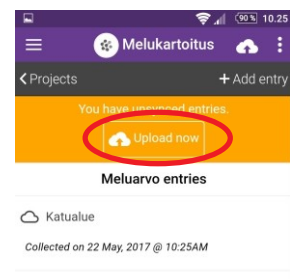 90% 10.25
Melukartoitus
Projects + Add entry
You have unsynced entries.
Upload now
Meluarvo entries
Katualue
Collected on 22 May, 2017 @ 10:25AM